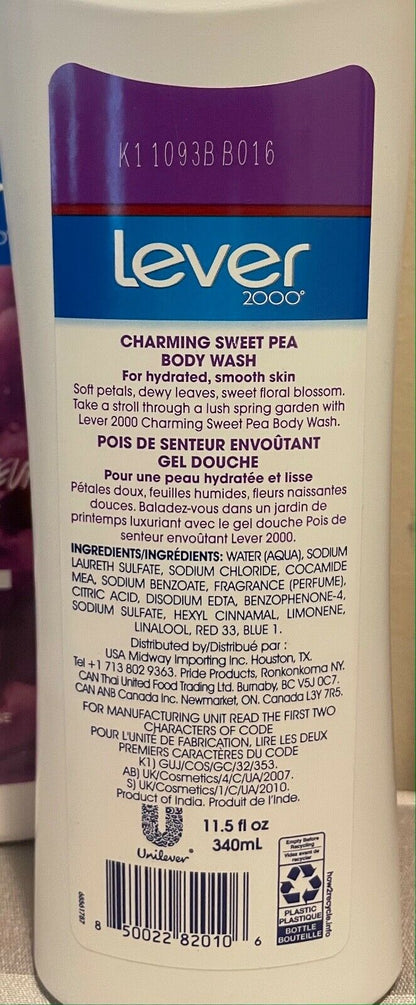 K1 1093B B016
Lever
2000®
CHARMING SWEET PEA
BODY WASH
For hydrated, smooth skin
Soft petals, dewy leaves, sweet floral blossom.
Take a stroll through a lush spring garden with
Lever 2000 Charming Sweet Pea Body Wash.
POIS DE SENTEUR ENVOÛTANT
GEL DOUCHE
Pour une peau hydratée et lisse
Pétales doux, feuilles humides, fleurs naissantes
douces. Baladez-vous dans un jardin de
printemps luxuriant avec le gel douche Pois de
senteur envoûtant Lever 2000.
INGREDIENTS/INGRÉDIENTS: WATER (AQUA), SODIUM
LAURETH SULFATE, SODIUM CHLORIDE, COCAMIDE
MEA, SODIUM BENZOATE, FRAGRANCE (PERFUME),
CITRIC ACID, DISODIUM EDTA, BENZOPHENONE-4,
SODIUM SULFATE, HEXYL CINNAMAL, LIMONENE,
LINALOOL, RED 33, BLUE 1.
Distributed by/Distribué par :
USA Midway Importing Inc. Houston, TX.
Tel +1 713 802 9363. Pride Products, Ronkonkoma NY.
CAN Thai United Food Trading Ltd. Burnaby, BC V5J 0C7.
CAN ANB Canada Inc. Newmarket, ON. Canada L3Y 7R5.
FOR MANUFACTURING UNIT READ THE FIRST TWO
CHARACTERS OF CODE
POUR L'UNITÉ DE FABRICATION, LIRE LES DEUX
PREMIERS CARACTÈRES DU CODE
K1) GUJ/COS/GC/32/353.
AB) UK/Cosmetics/4/C/UA/2007.
S) UK/Cosmetics/1/C/UA/2010.
Product of India. Produit de l'Inde.
Unilever
11.5 fl oz
340mL
Empty Before
Recycling
Videz avant de
recycler
PLASTIC
PLASTIQUE
BOTTLE
BOUTEILLE
how2recycle.info
8 50022 82010 6